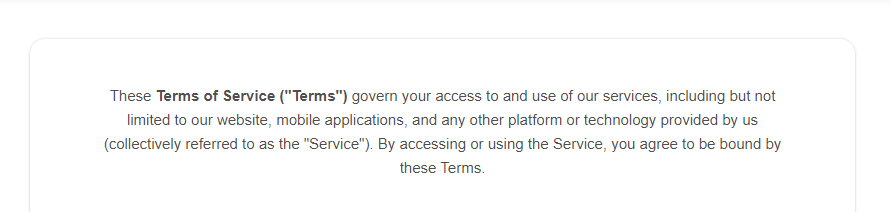 These Terms of Service ("Terms") govern your access to and use of our services, including but not
limited to our website, mobile applications, and any other platform or technology provided by us
(collectively referred to as the "Service"). By accessing or using the Service, you agree to be bound by
these Terms.